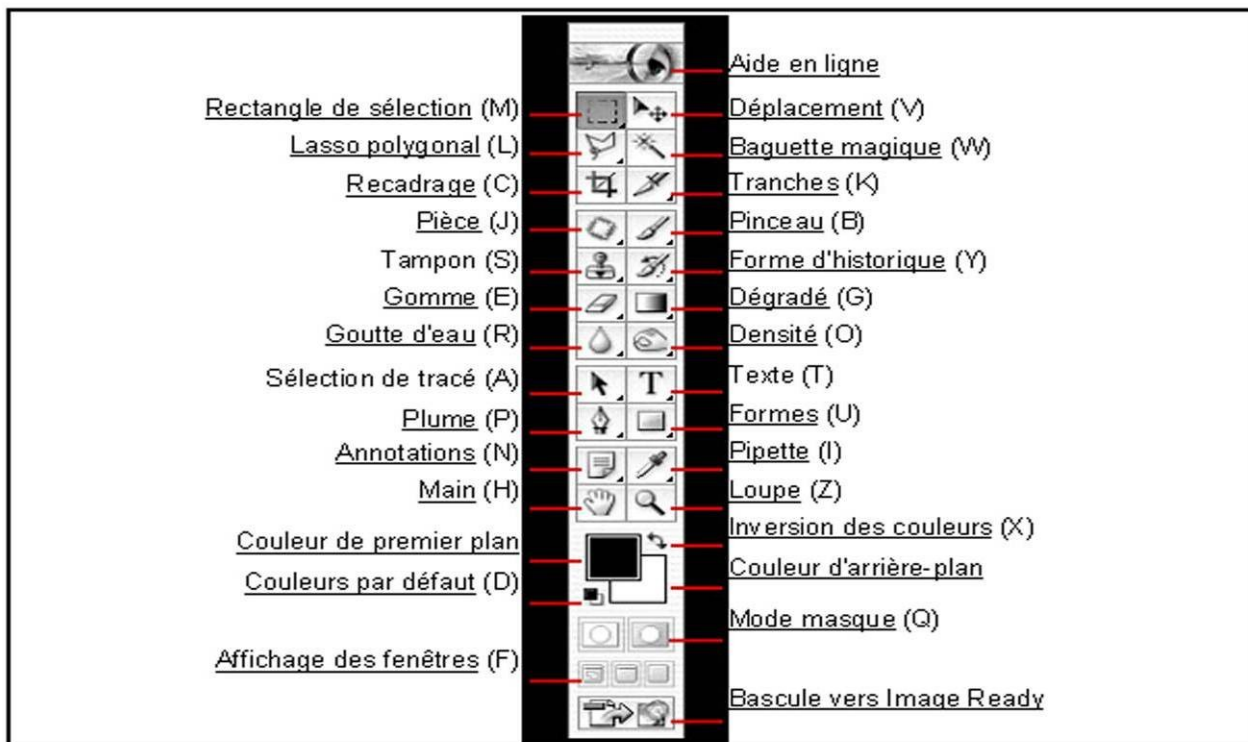 Aide en ligne
Rectangle de sélection (M)
Déplacement (V)
Lasso polygonal (L)
Baguette magique (W)
Recadrage (C)
Tranches (K)
Pièce (J)
Pinceau (B)
Tampon (S)
Forme d'historique (Y)
Gomme (E)
Dégradé (G)
Goutte d'eau (R)
Densité (O)
Sélection de tracé (A)
T
Texte (T)
Plume (P)
Formes (U)
Annotations (N)
Pipette (I)
Main (H)
Loupe (Z)
Inversion des couleurs (X)
Couleur de premier plan
Couleur d'arrière-plan
Couleurs par défaut (D)
Mode masque (Q)
Affichage des fenêtres (F)
Bascule vers Image Ready